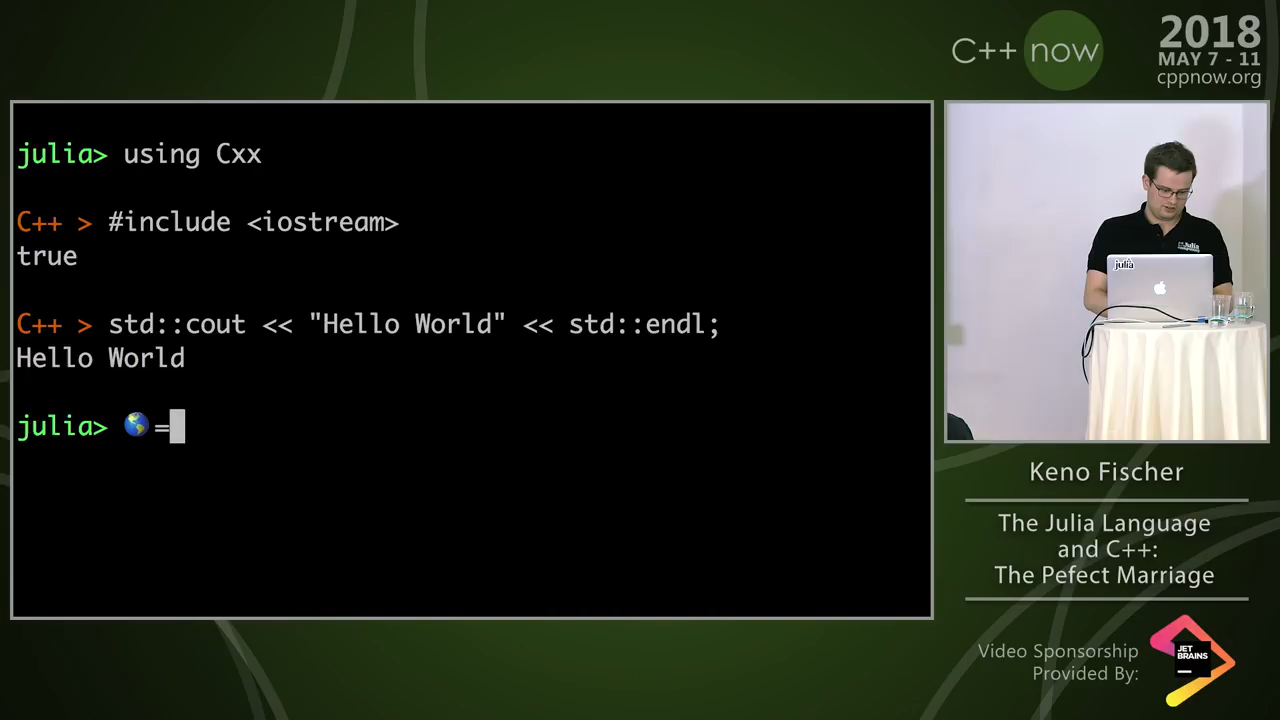 C++ now
2018
MAY 7 - 11
cppnow.org
julia> using Cxx
C++ > #include <iostream>
true
C++ > std::cout << "Hello World" << std::endl;
Hello World
julia> 🌎=
julia
Julia
Keno Fischer
The Julia Language
and C++:
The Pefect Marriage
Video Sponsorship
Provided By:
JET
BRAINS